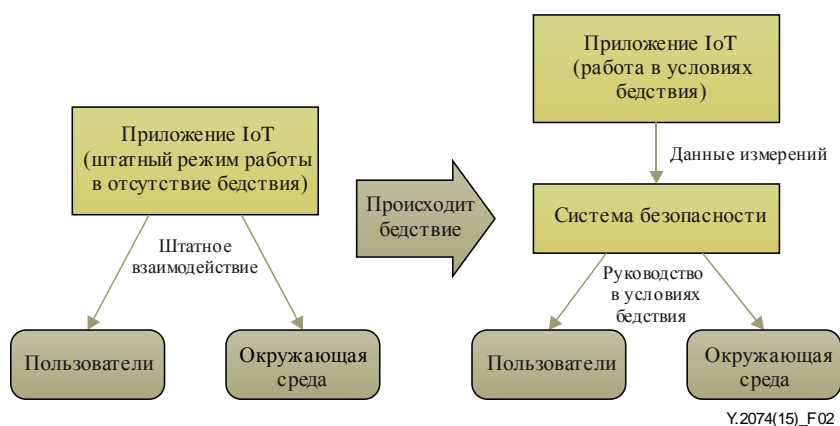 Приложение IoT
(штатный режим работы
в отсутствие бедствия)
Штатное
взаимодействие
Пользователи
Окружающая
среда
Происходит
бедствие
Приложение IoT
(работа в условиях
бедствия)
Данные измерений
Система безопасности
Руководство
в условиях
бедствия
Пользователи
Окружающая
среда
Y.2074(15)_F02